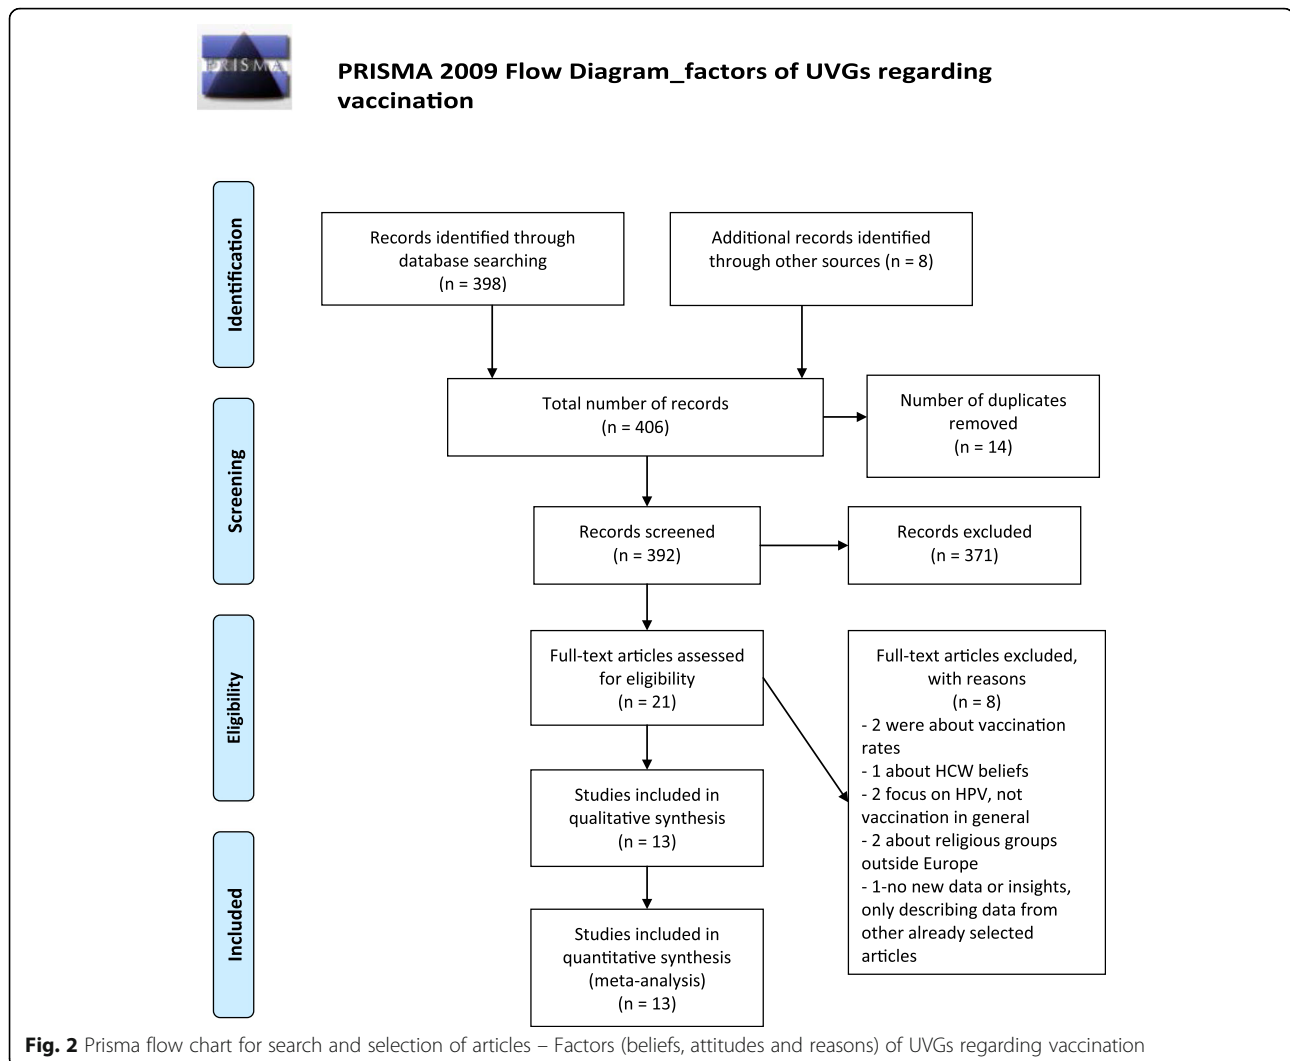 PRISMA
PRISMA 2009 Flow Diagram_factors of UVGs regarding
vaccination
Identification
Records identified through
database searching
(n = 398)
Additional records identified
through other sources (n = 8)
Total number of records
(n = 406)
Number of duplicates
removed
(n = 14)
Screening
Records screened
(n = 392)
Records excluded
(n = 371)
Eligibility
Full-text articles assessed
for eligibility
(n = 21)
Full-text articles excluded,
with reasons
(n = 8)
- 2 were about vaccination
rates
- 1 about HCW beliefs
- 2 focus on HPV, not
vaccination in general
- 2 about religious groups
outside Europe
- 1-no new data or insights,
only describing data from
other already selected
articles
Studies included in
qualitative synthesis
(n = 13)
Included
Studies included in
quantitative synthesis
(meta-analysis)
(n = 13)
Fig. 2 Prisma flow chart for search and selection of articles – Factors (beliefs, attitudes and reasons) of UVGs regarding vaccination